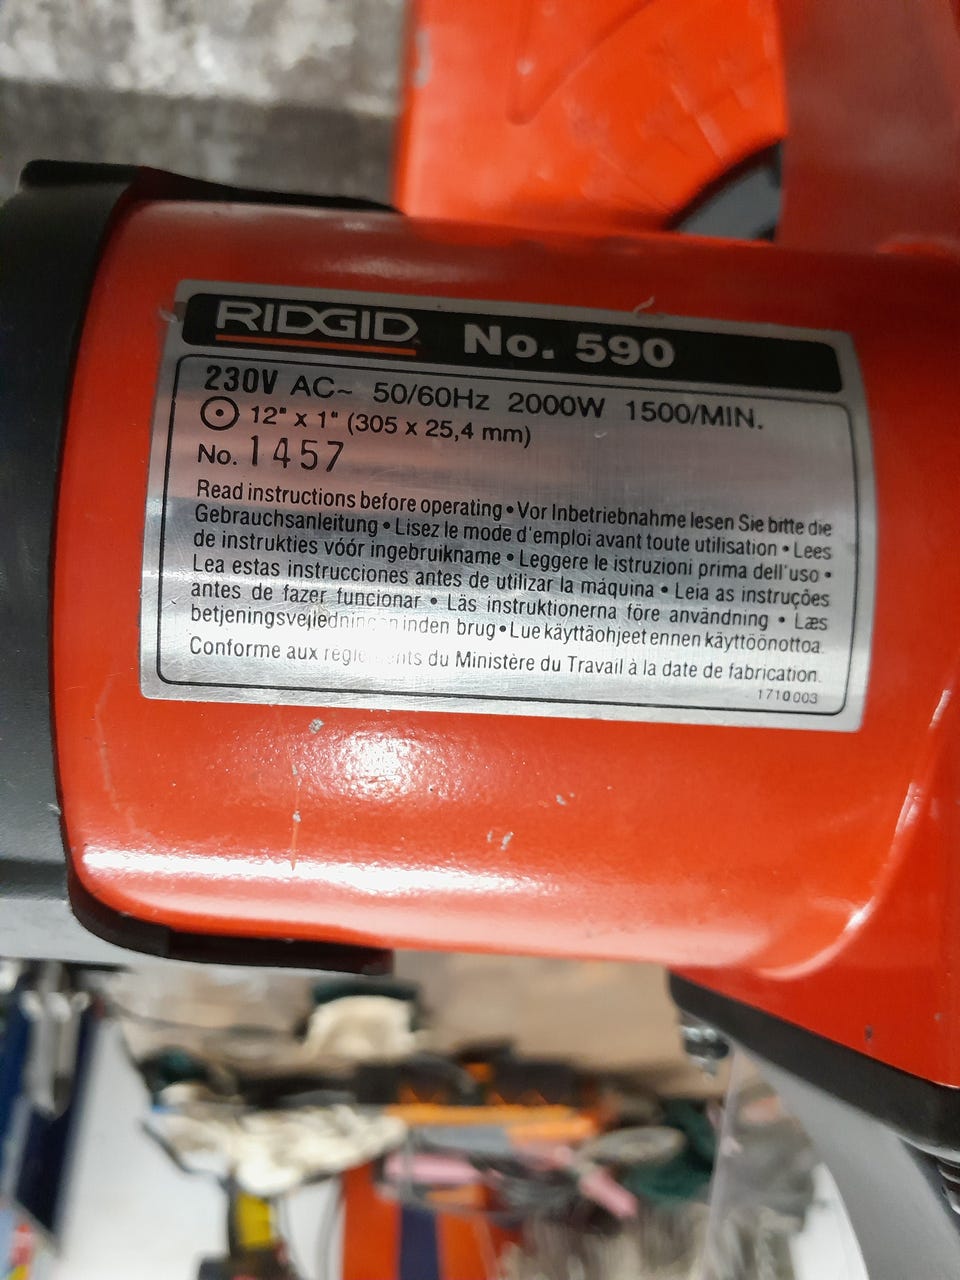 RIDGID No. 590
230V AC~ 50/60Hz 2000W 1500/MIN.
12" x 1" (305 x 25,4 mm)
No. 1457
Read instructions before operating • Vor Inbetriebnahme lesen Sie bitte die
Gebrauchsanleitung • Lisez le mode d'emploi avant toute utilisation • Lees
de instrukties vóór ingebruikname • Leggere le istruzioni prima dell'uso •
Lea estas instrucciones antes de utilizar la máquina • Leia as instruções
antes de fazer funcionar • Läs instruktionerna före användning • Læs
inden brug • Lue käyttäohjeet ennen käyttöönottoa.
Conforme aux du Ministère du Travail à la date de fabrication.
1710003